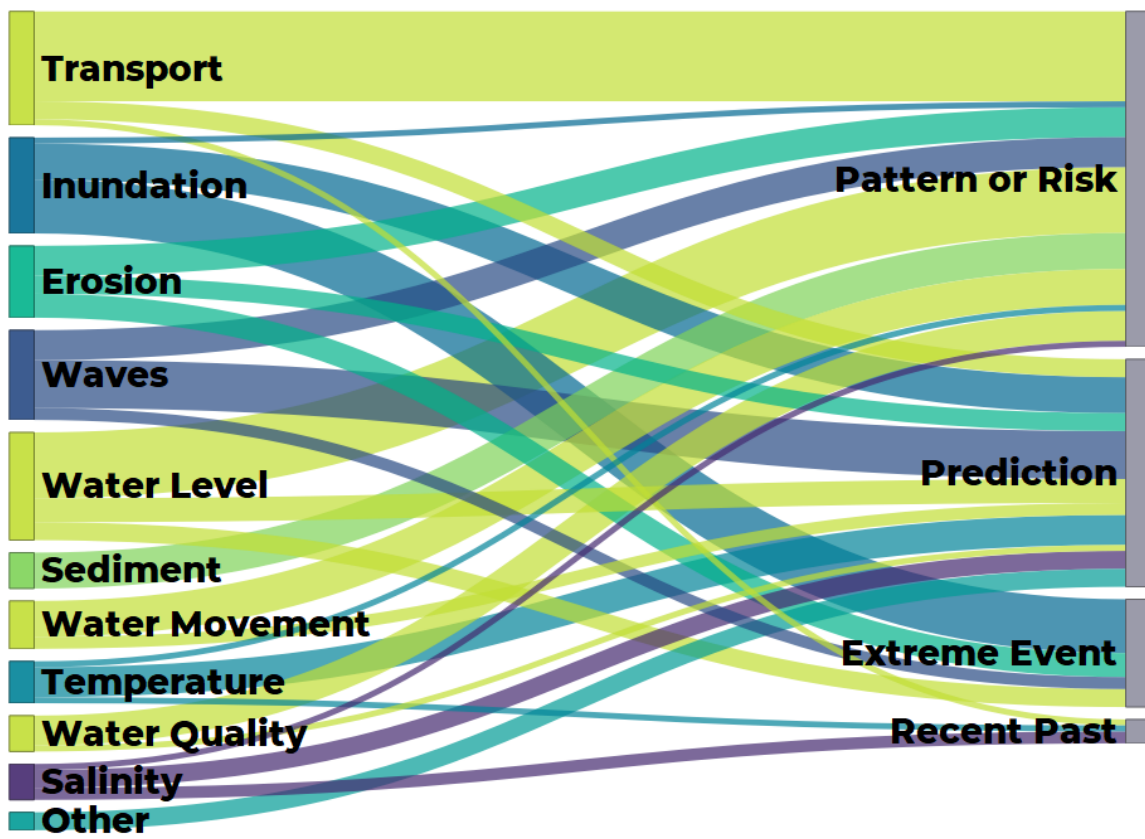 Transport
Inundation
Erosion
Waves
Water Level
Sediment
Water Movement
Temperature
Water Quality
Salinity
Other
Pattern or Risk
Prediction
Extreme Event
Recent Past